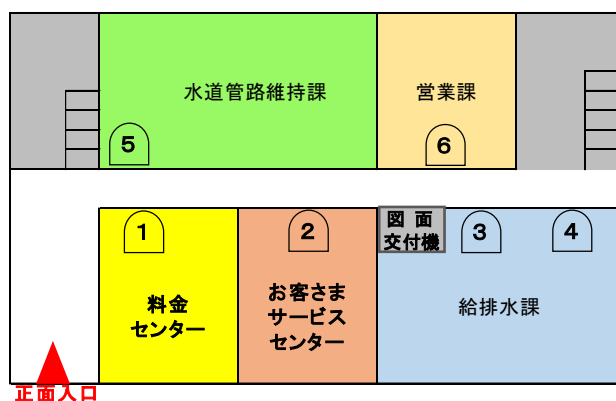 水道管路維持課
営業課
5
6
1
2
図 面
交付機
3
4
料金
センター
お客さま
サービス
センター
給排水課
正面入口